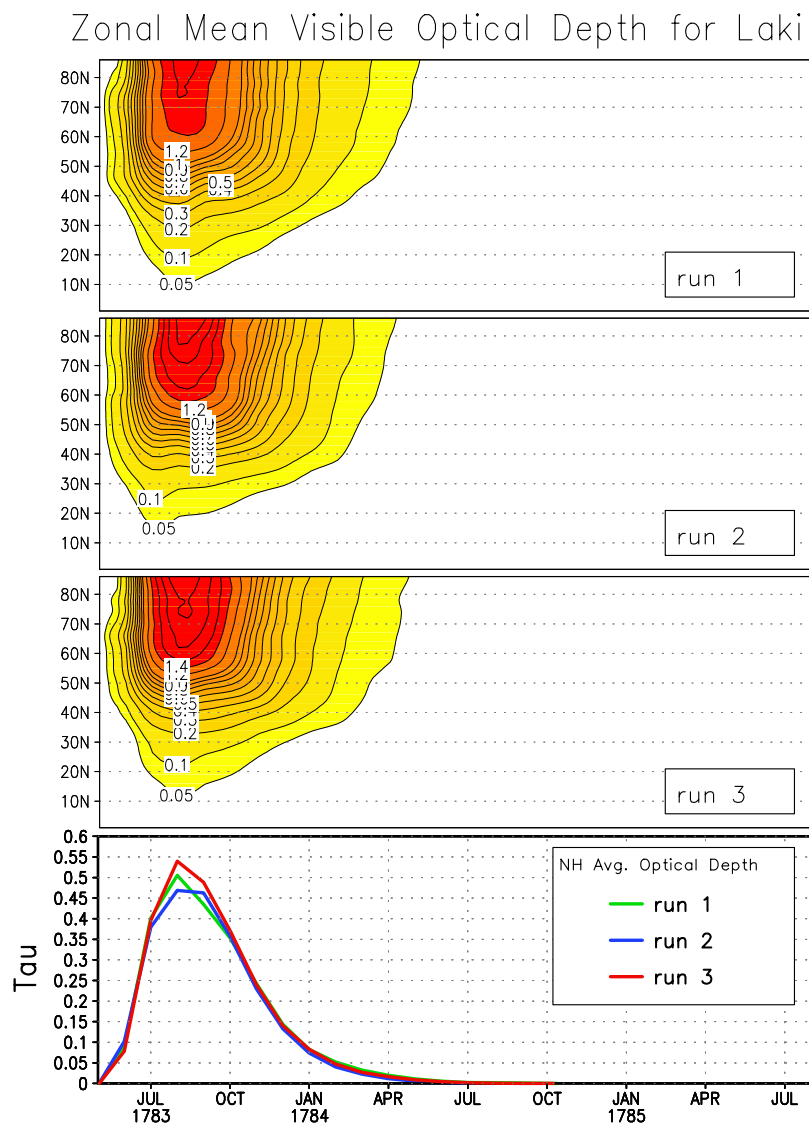 Zonal Mean Visible Optical Depth for Laki
80N
70N
60N
50N
40N
30N
20N
10N
1.2
0.5
0.3
0.2
0.1
0.05
run 1
80N
70N
60N
50N
40N
30N
20N
10N
1.2
0.2
0.1
0.05
run 2
80N
70N
60N
50N
40N
30N
20N
10N
1.4
0.2
0.1
0.05
run 3
Tau
0.6
0.55
0.5
0.45
0.4
0.35
0.3
0.25
0.2
0.15
0.1
0.05
0
NH Avg. Optical Depth
run 1
run 2
run 3
JUL OCT JAN APR JUL OCT JAN APR JUL
1783 1784 1785